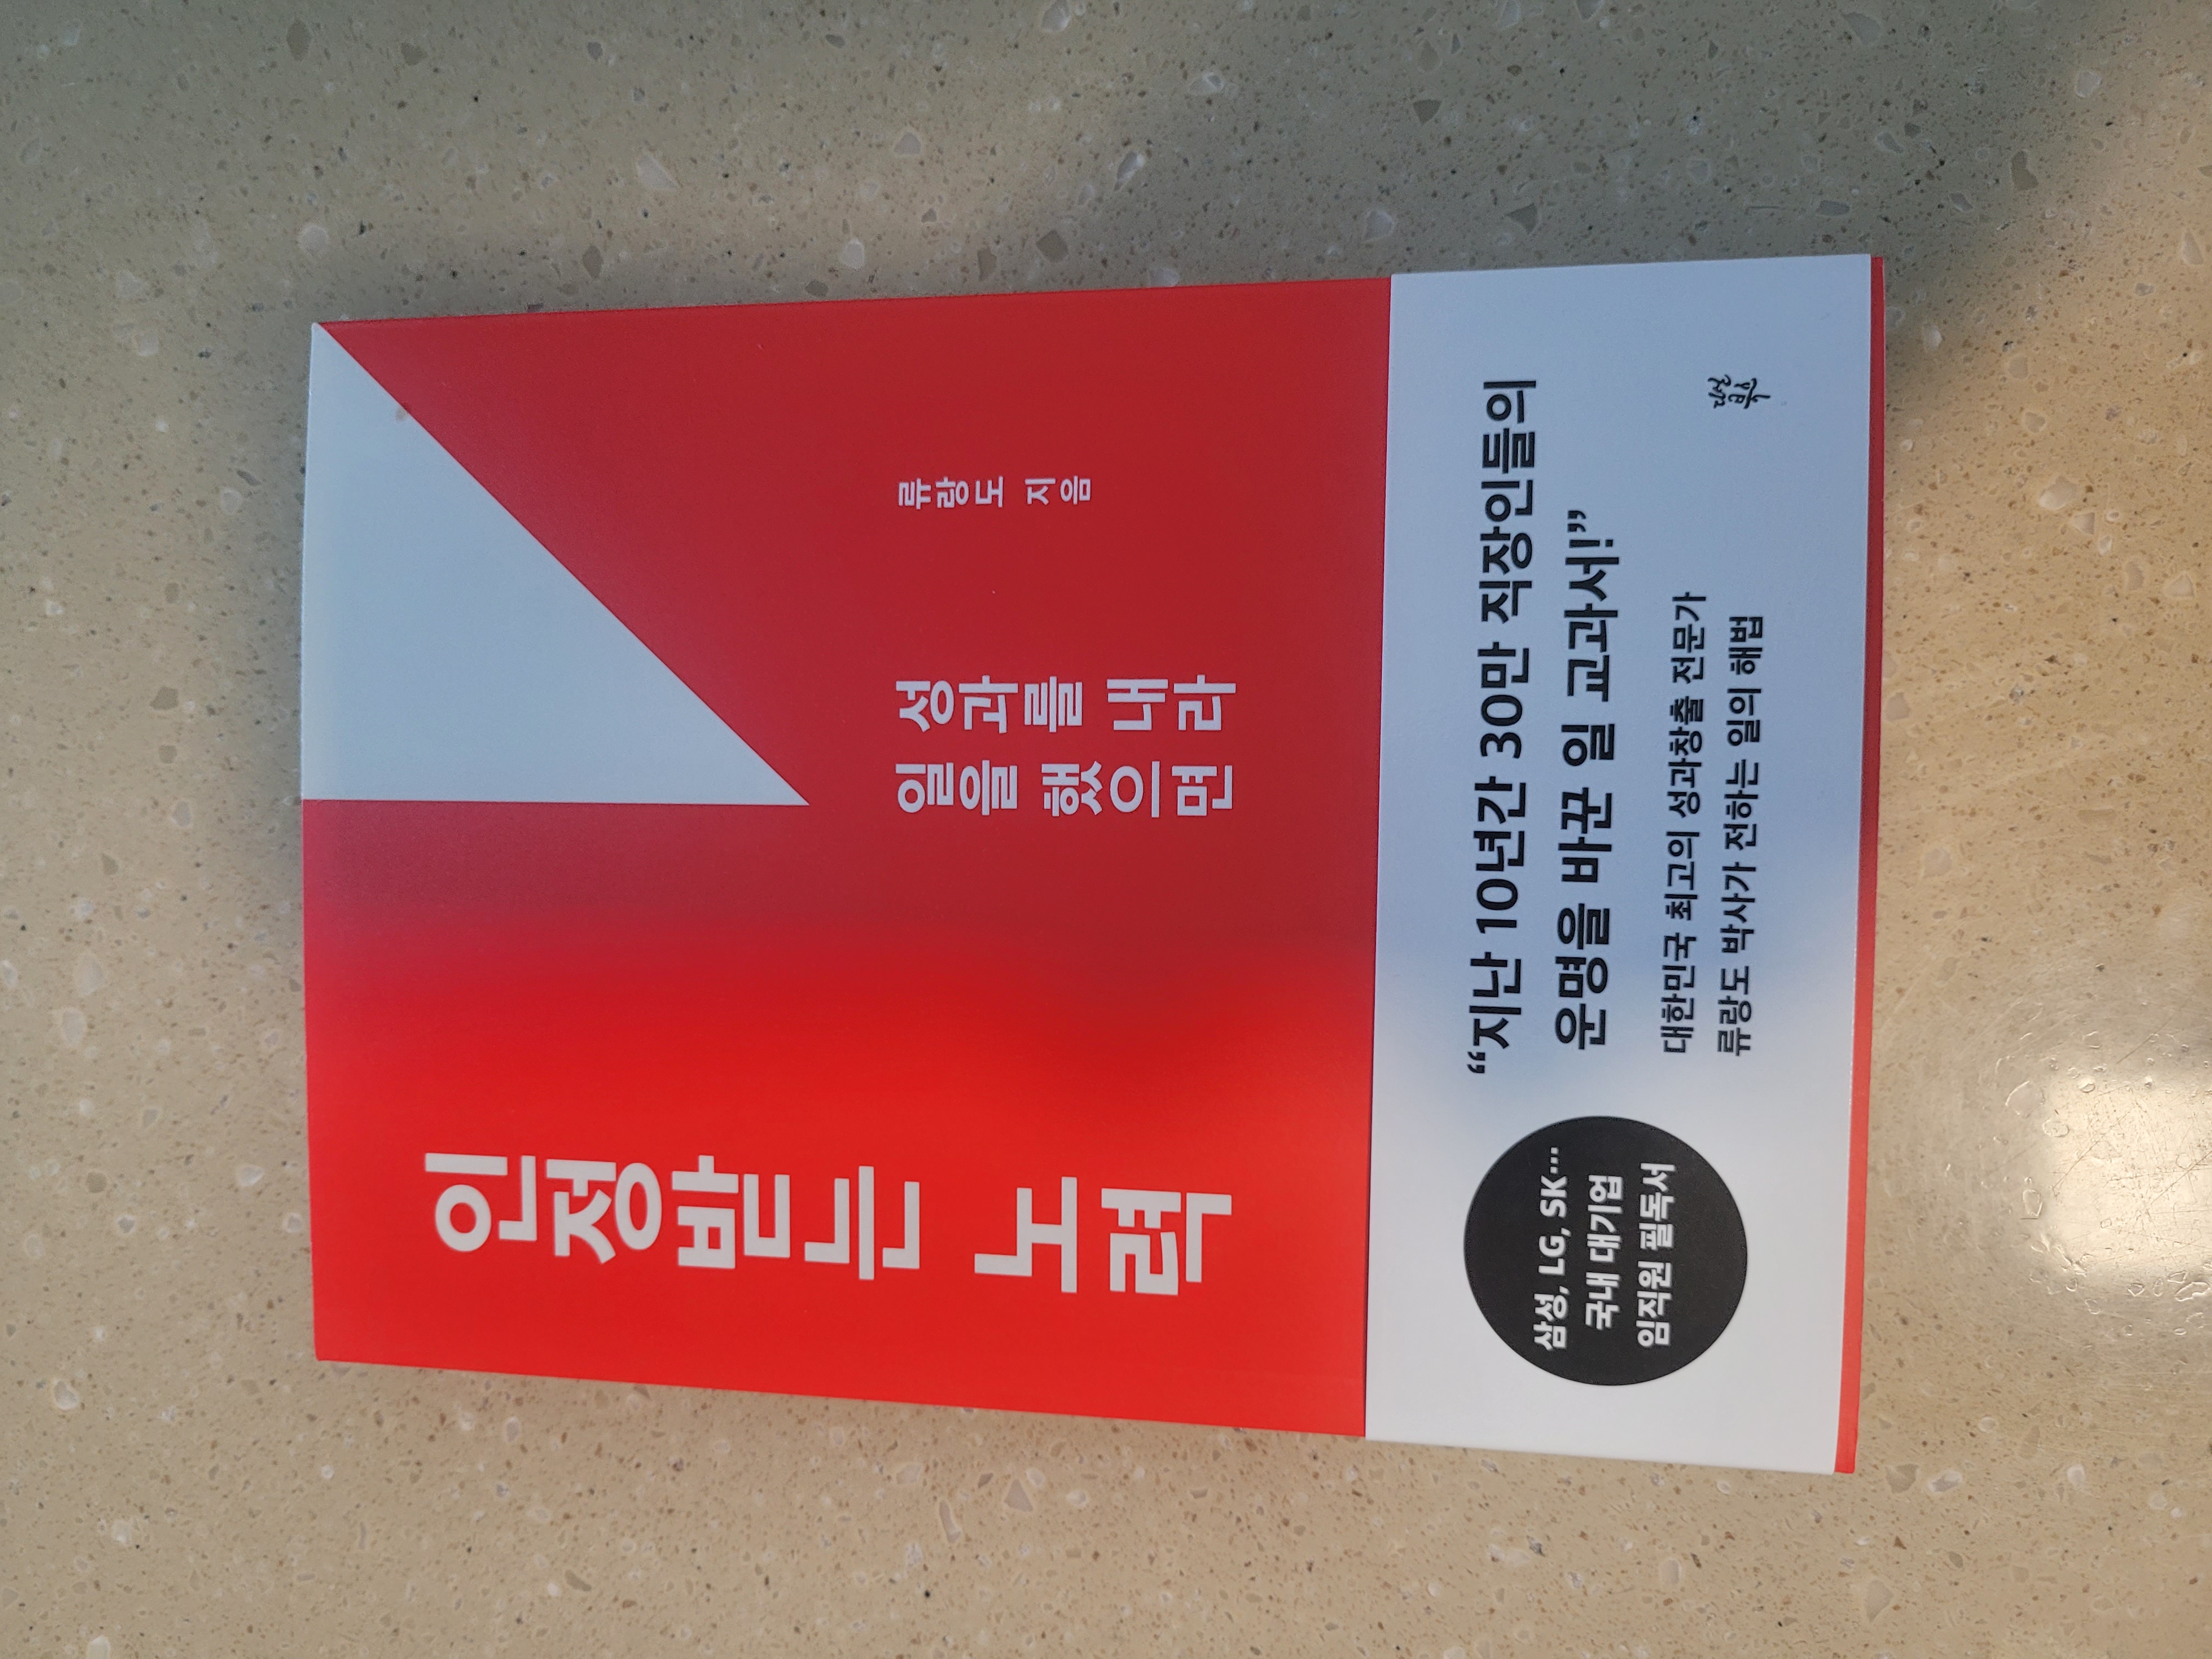 인정받는 노력
일을 했으면
성과를 내라
류랑도 지음
삼성, LG, SK…
국내 대기업
임직원 필독서
“지난 10년간 30만 직장인들의
운명을 바꾼 일 교과서!”
대한민국 최고의 성과창출 전문가
류랑도 박사가 전하는 일의 해법
다산
북스